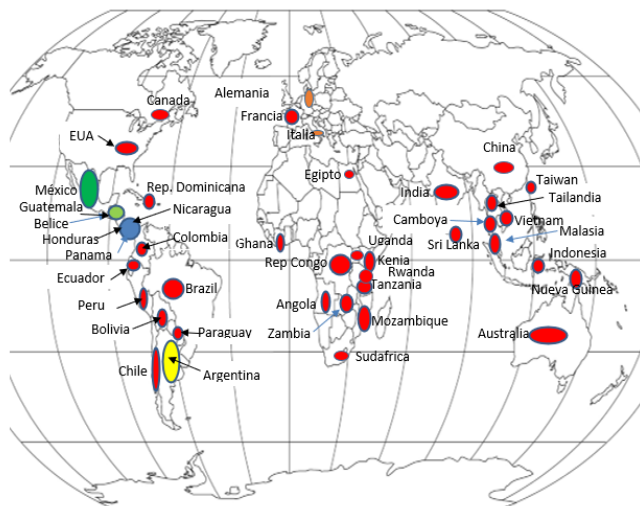 Alemania
Canada
Francia
EUA
Italia
China
Egipto
Taiwan
México
Rep. Dominicana
India
Tailandia
Guatemala
Nicaragua
Belice
Camboya
Vietnam
Honduras
Colombia
Ghana
Uganda
Sri Lanka
Malasia
Panama
Kenia
Indonesia
Rep Congo
Rwanda
Ecuador
Brazil
Tanzania
Nueva Guinea
Peru
Angola
Bolivia
Paraguay
Zambia
Mozambique
Australia
Sudafrica
Chile
Argentina